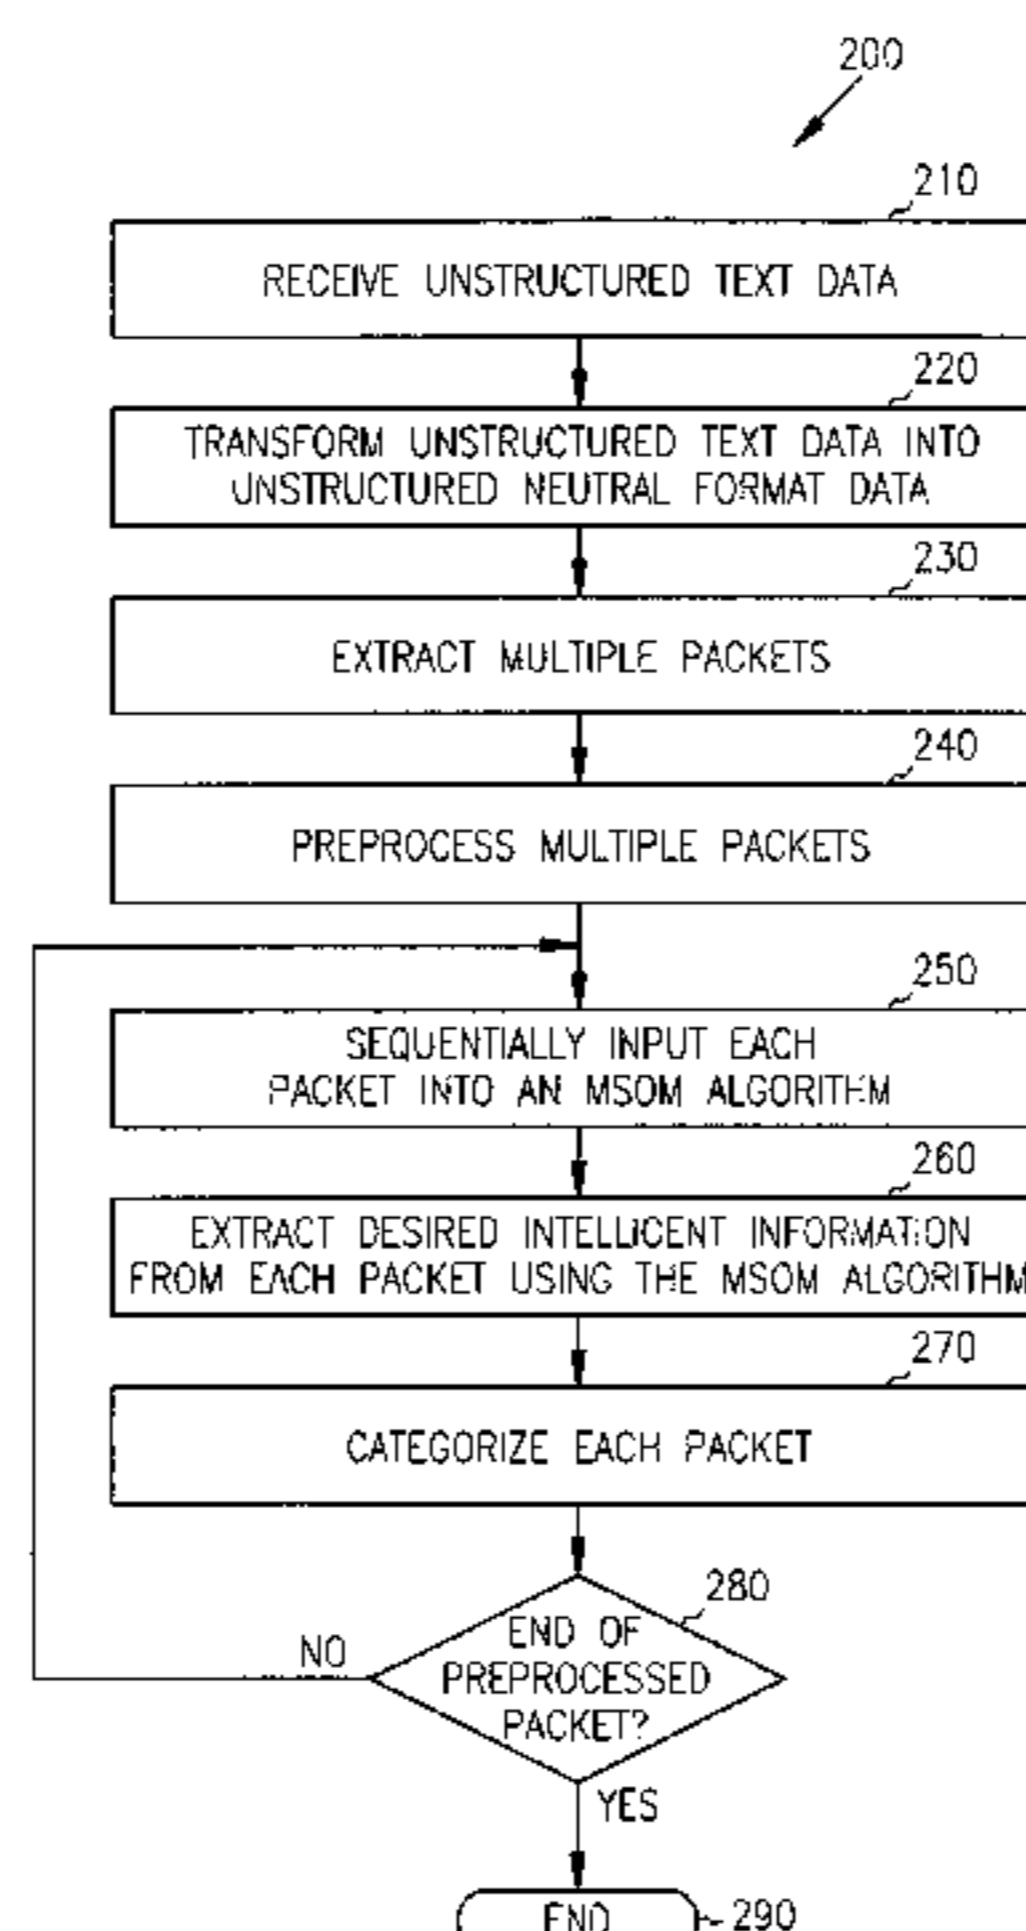 200
210
RECEIVE UNSTRUCTURED TEXT DATA
220
TRANSFORM UNSTRUCTURED TEXT DATA INTO
UNSTRUCTURED NEUTRAL FORMAT DATA
230
EXTRACT MULTIPLE PACKETS
240
PREPROCESS MULTIPLE PACKETS
250
SEQUENTIALLY INPUT EACH
PACKET INTO AN MSOM ALGORITHM
260
EXTRACT DESIRED INTELLIGENT INFORMATION
FROM EACH PACKET USING THE MSOM ALGORITHM
270
CATEGORIZE EACH PACKET
280
END OF
PREPROCESSED
PACKET?
NO
YES
END
290